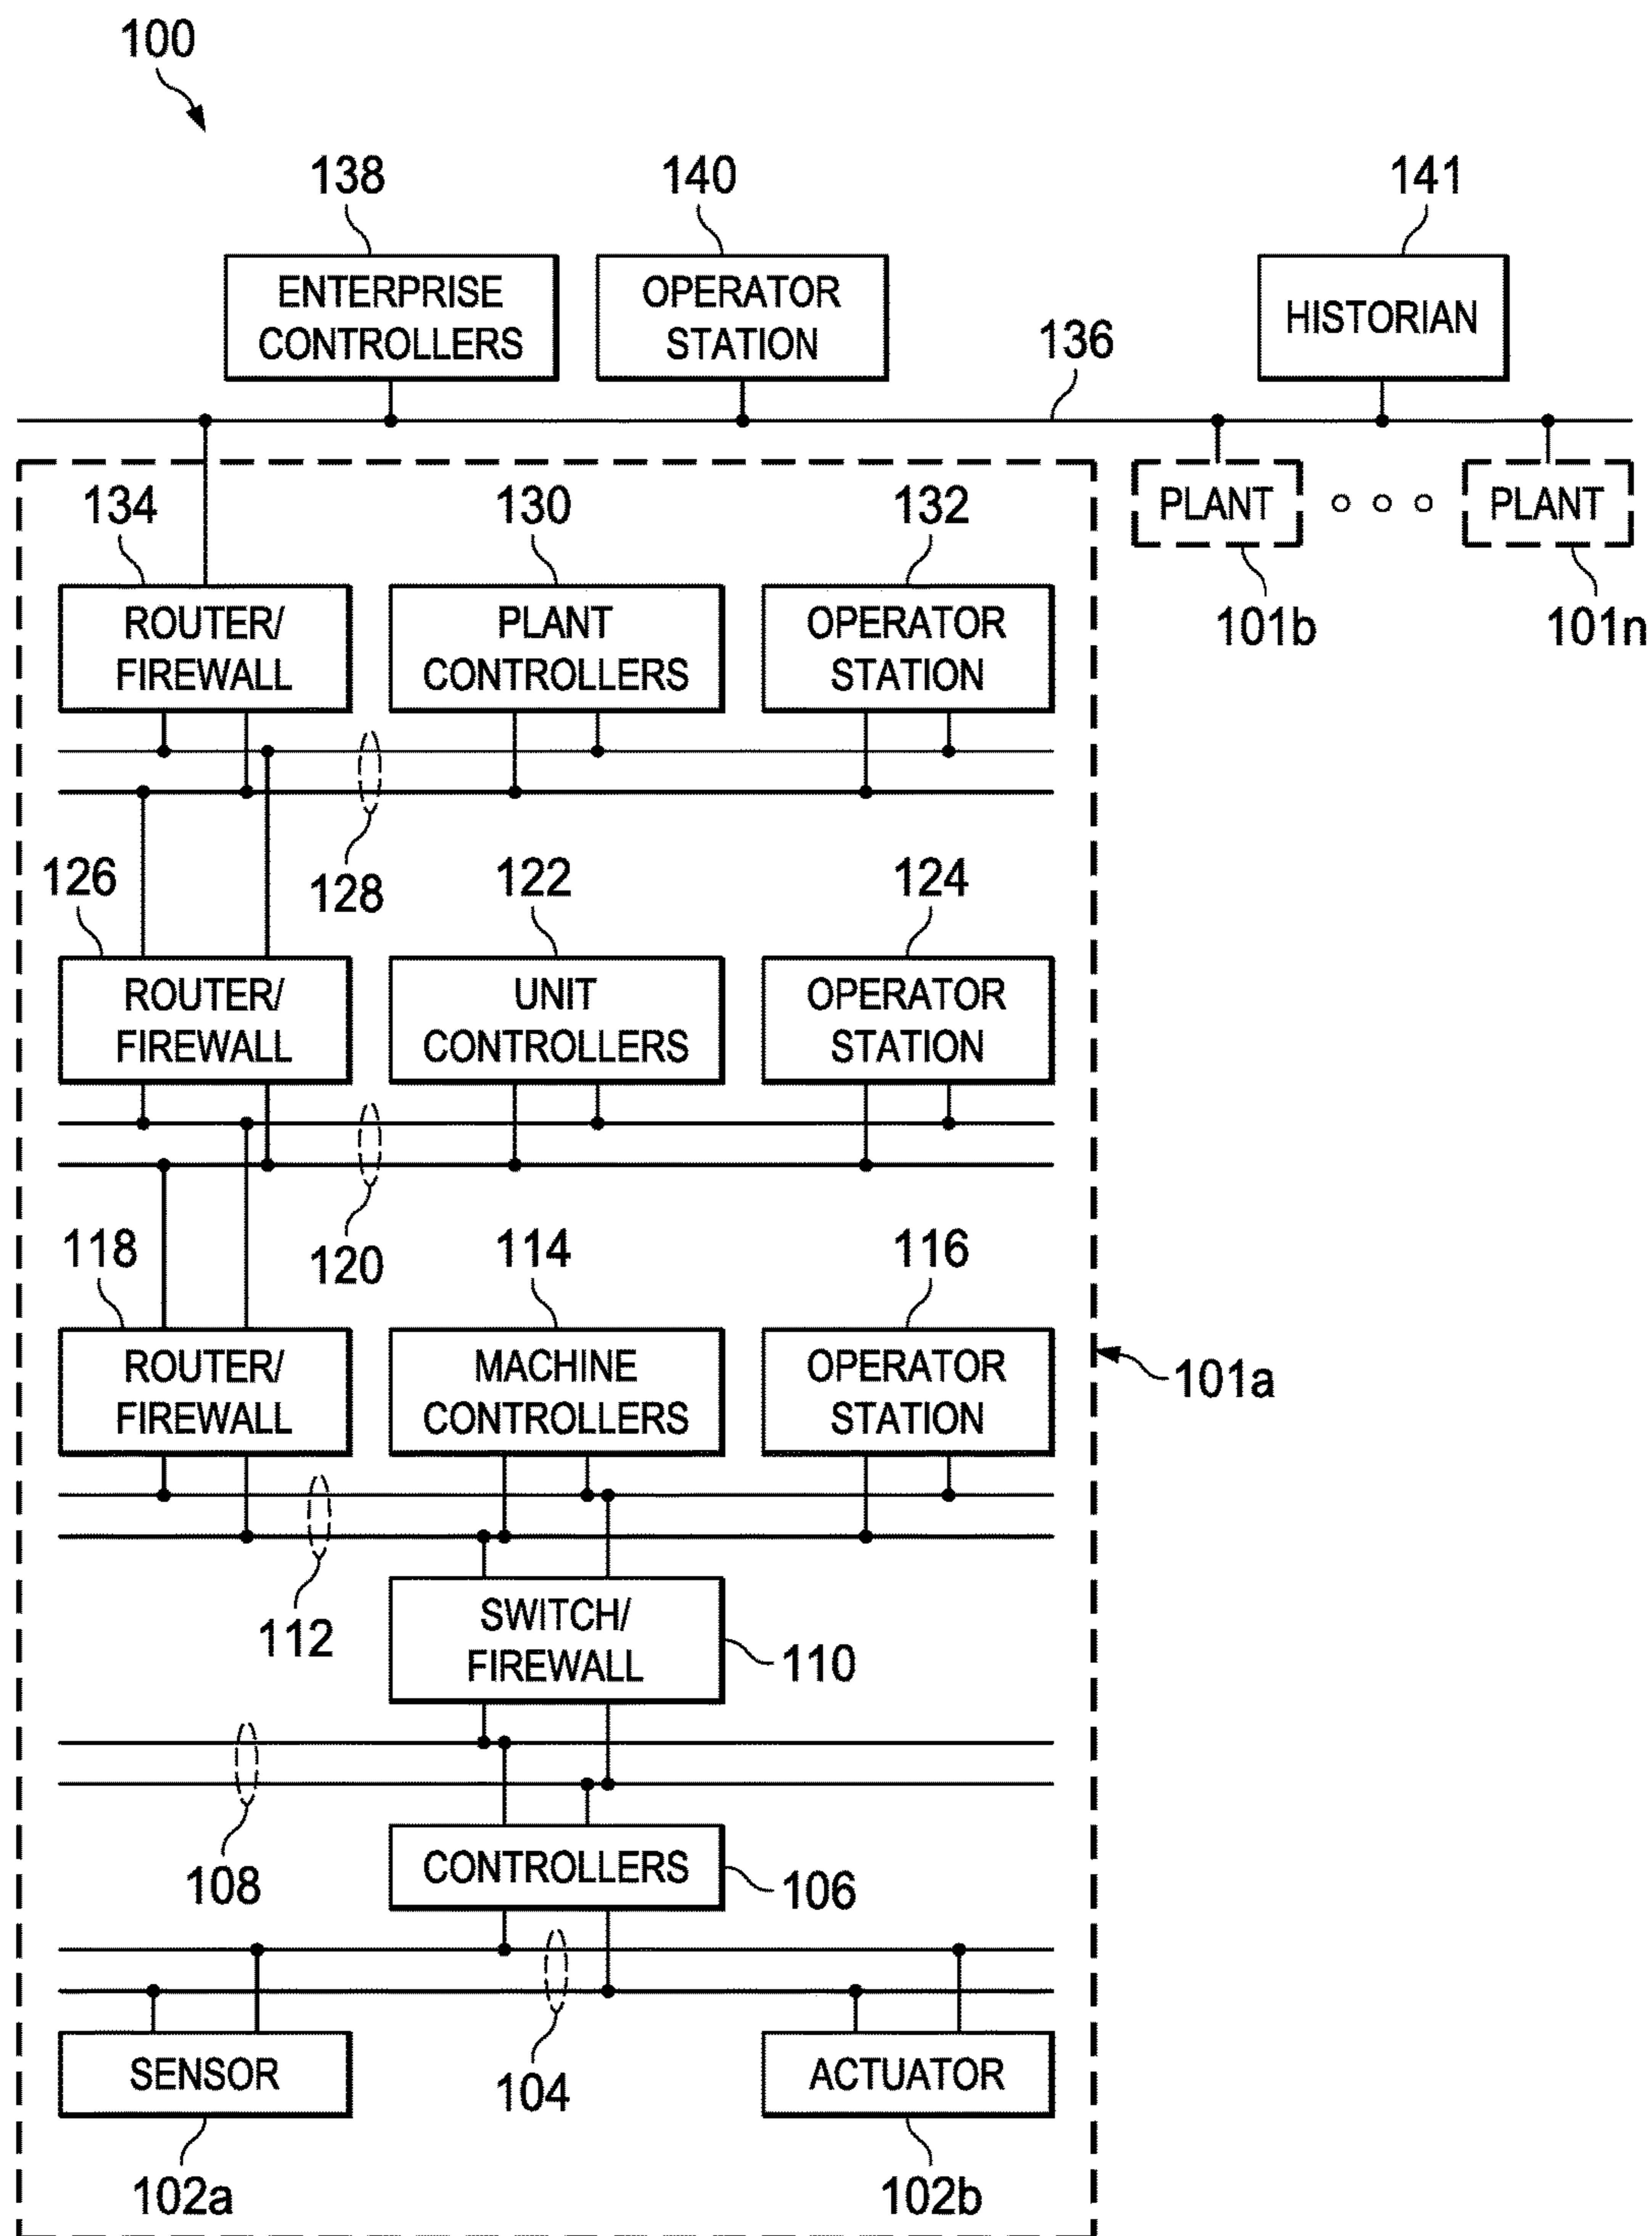 100
138
140
141
ENTERPRISE
CONTROLLERS
OPERATOR
STATION
HISTORIAN
136
134
130
132
PLANT
PLANT
101b
101n
ROUTER/
FIREWALL
PLANT
CONTROLLERS
OPERATOR
STATION
128
126
122
124
ROUTER/
FIREWALL
UNIT
CONTROLLERS
OPERATOR
STATION
120
118
114
116
ROUTER/
FIREWALL
MACHINE
CONTROLLERS
OPERATOR
STATION
101a
112
SWITCH/
FIREWALL
110
108
CONTROLLERS
106
104
SENSOR
ACTUATOR
102a
102b